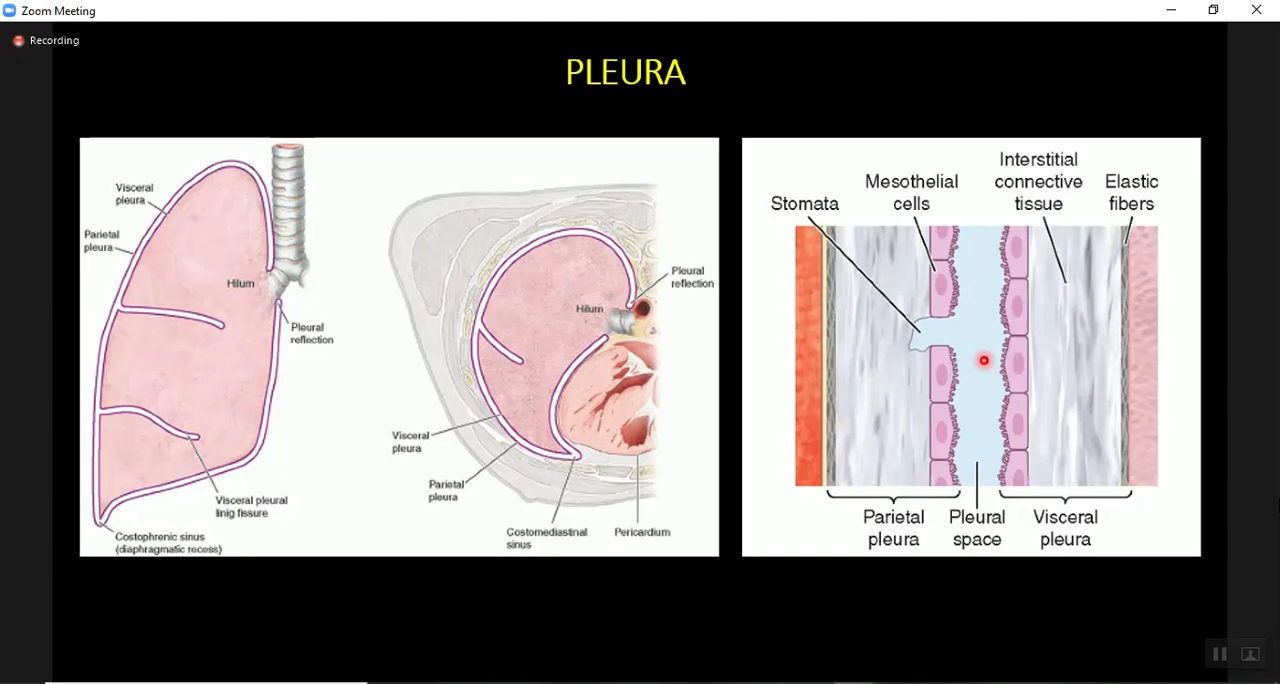 Zoom Meeting
Recording
PLEURA
Visceral
pleura
Parietal
pleura
Hilum
Pleural
reflection
Visceral pleural
linig fissure
Costophrenic sinus
(diaphragmatic recess)
Pleural
reflection
Hilum
Visceral
pleura
Parietal
pleura
Costomediastinal
sinus
Pericardium
Stomata
Mesothelial
cells
Interstitial
connective
tissue
Elastic
fibers
Parietal
pleura
Pleural
space
Visceral
pleura